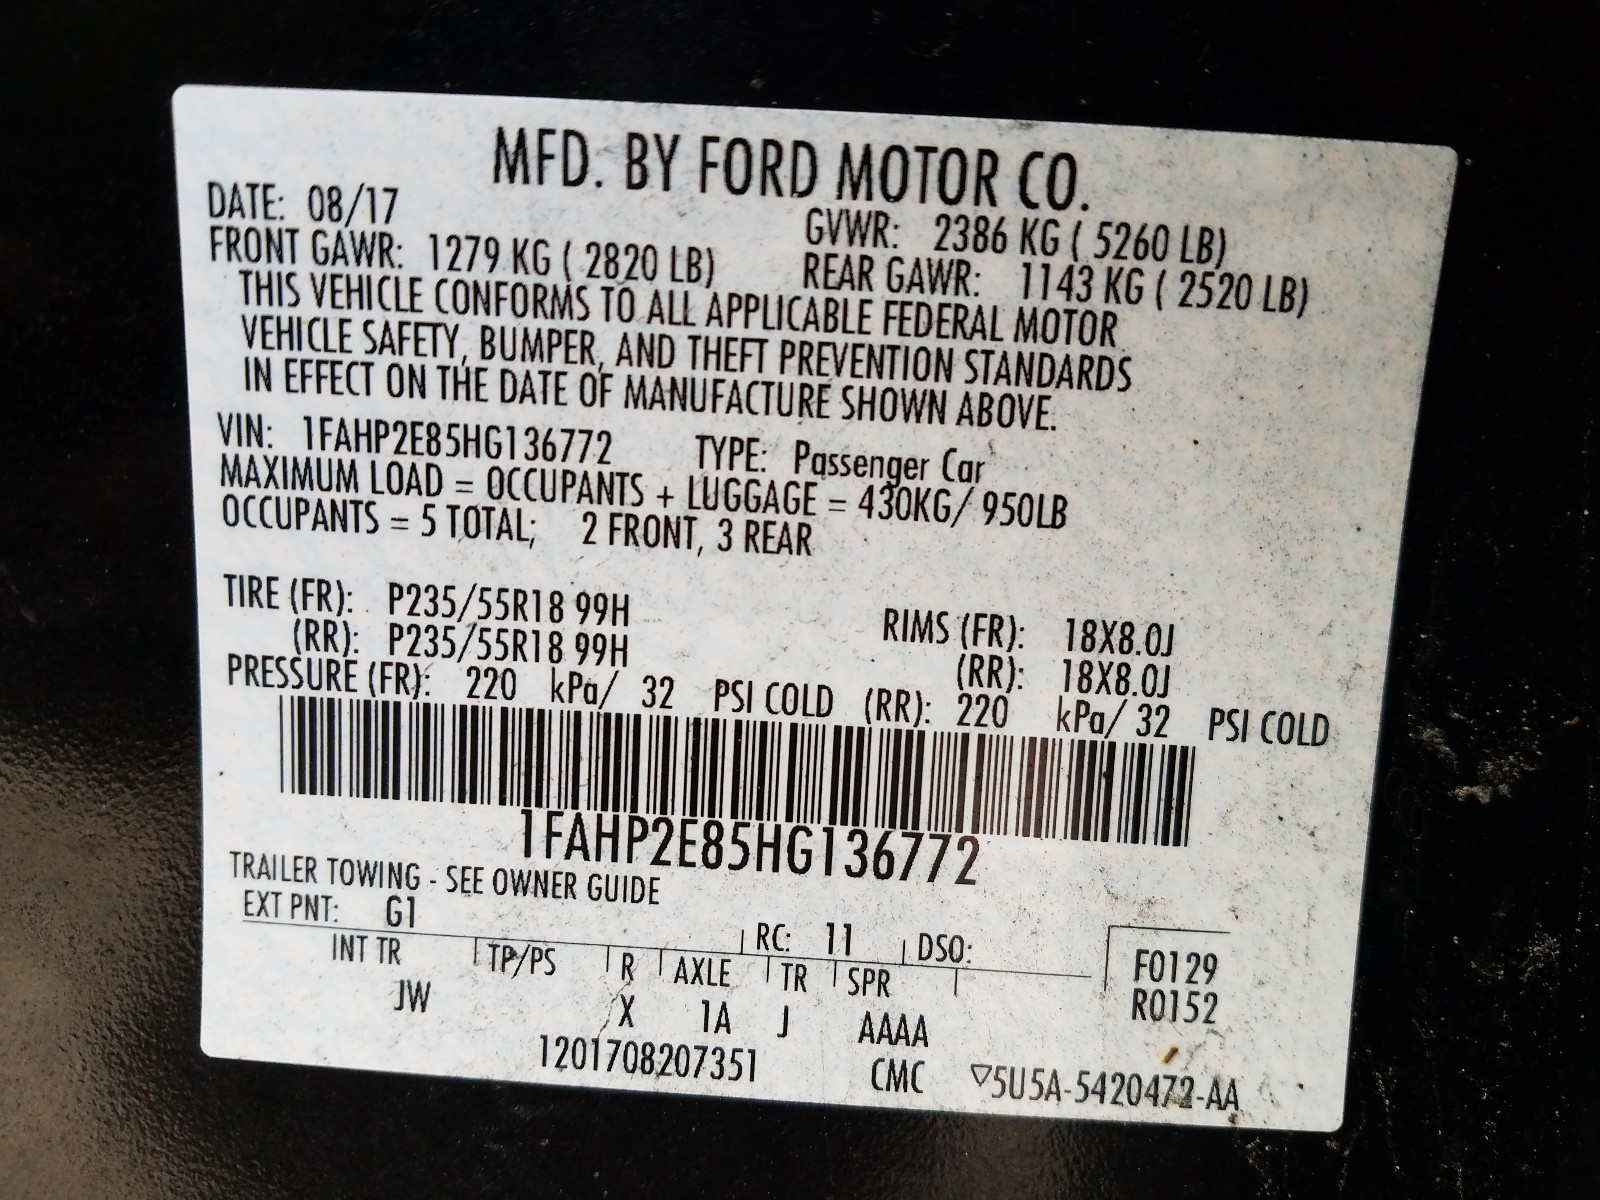 MFD. BY FORD MOTOR CO.
DATE: 08/17 GVWR: 2386 KG ( 5260 LB)
FRONT GAWR: 1279 KG ( 2820 LB) REAR GAWR: 1143 KG ( 2520 LB)
THIS VEHICLE CONFORMS TO ALL APPLICABLE FEDERAL MOTOR
VEHICLE SAFETY, BUMPER, AND THEFT PREVENTION STANDARDS
IN EFFECT ON THE DATE OF MANUFACTURE SHOWN ABOVE.
VIN: 1FAHP2E85HG136772 TYPE: Passenger Car
MAXIMUM LOAD = OCCUPANTS + LUGGAGE = 430KG/ 950LB
OCCUPANTS = 5 TOTAL; 2 FRONT, 3 REAR
TIRE (FR): P235/55R18 99H RIMS (FR): 18X8.0J
(RR): P235/55R18 99H (RR): 18X8.0J
PRESSURE (FR): 220 kPa/ 32 PSI COLD (RR): 220 kPa/ 32 PSI COLD
1FAHP2E85HG136772
TRAILER TOWING - SEE OWNER GUIDE
EXT PNT: G1 RC: 11 DSO: F0129
INT TR TP/PS R AXLE TR SPR R0152
JW X 1A J AAAA
1201708207351 CMC ▽5U5A-5420472-AA